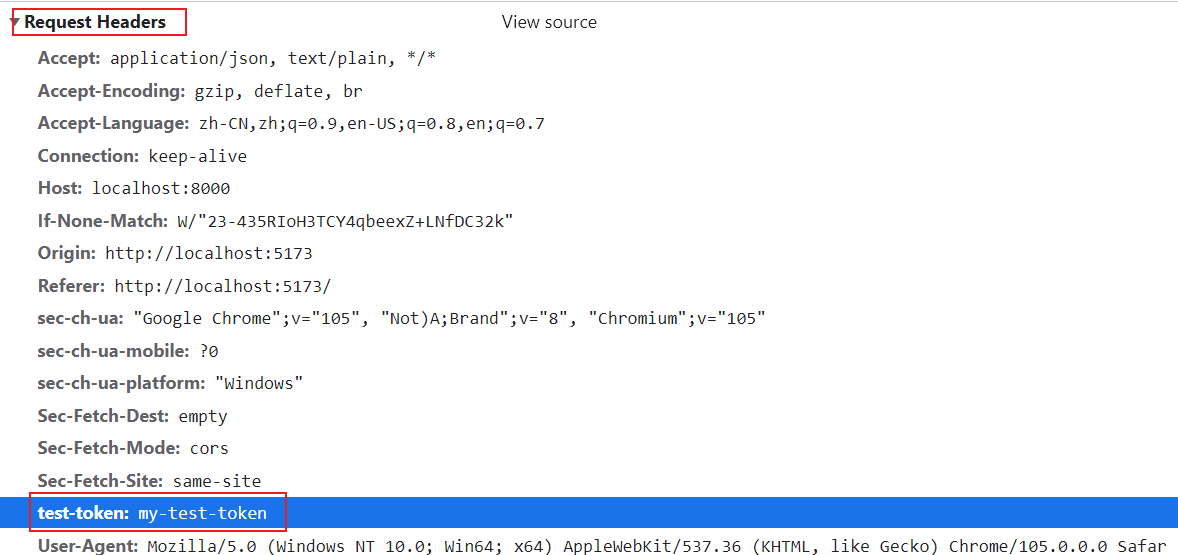 Request Headers View source
Accept: application/json, text/plain, */*
Accept-Encoding: gzip, deflate, br
Accept-Language: zh-CN,zh;q=0.9,en-US;q=0.8,en;q=0.7
Connection: keep-alive
Host: localhost:8000
If-None-Match: W/"23-435RIoH3TCY4qbeexZ+LNfDC32k"
Origin: http://localhost:5173
Referer: http://localhost:5173/
sec-ch-ua: "Google Chrome";v="105", "Not)A;Brand";v="8", "Chromium";v="105"
sec-ch-ua-mobile: ?0
sec-ch-ua-platform: "Windows"
Sec-Fetch-Dest: empty
Sec-Fetch-Mode: cors
Sec-Fetch-Site: same-site
test-token: my-test-token
User-Agent: Mozilla/5.0 (Windows NT 10.0; Win64; x64) AppleWebKit/537.36 (KHTML, like Gecko) Chrome/105.0.0.0 Safar